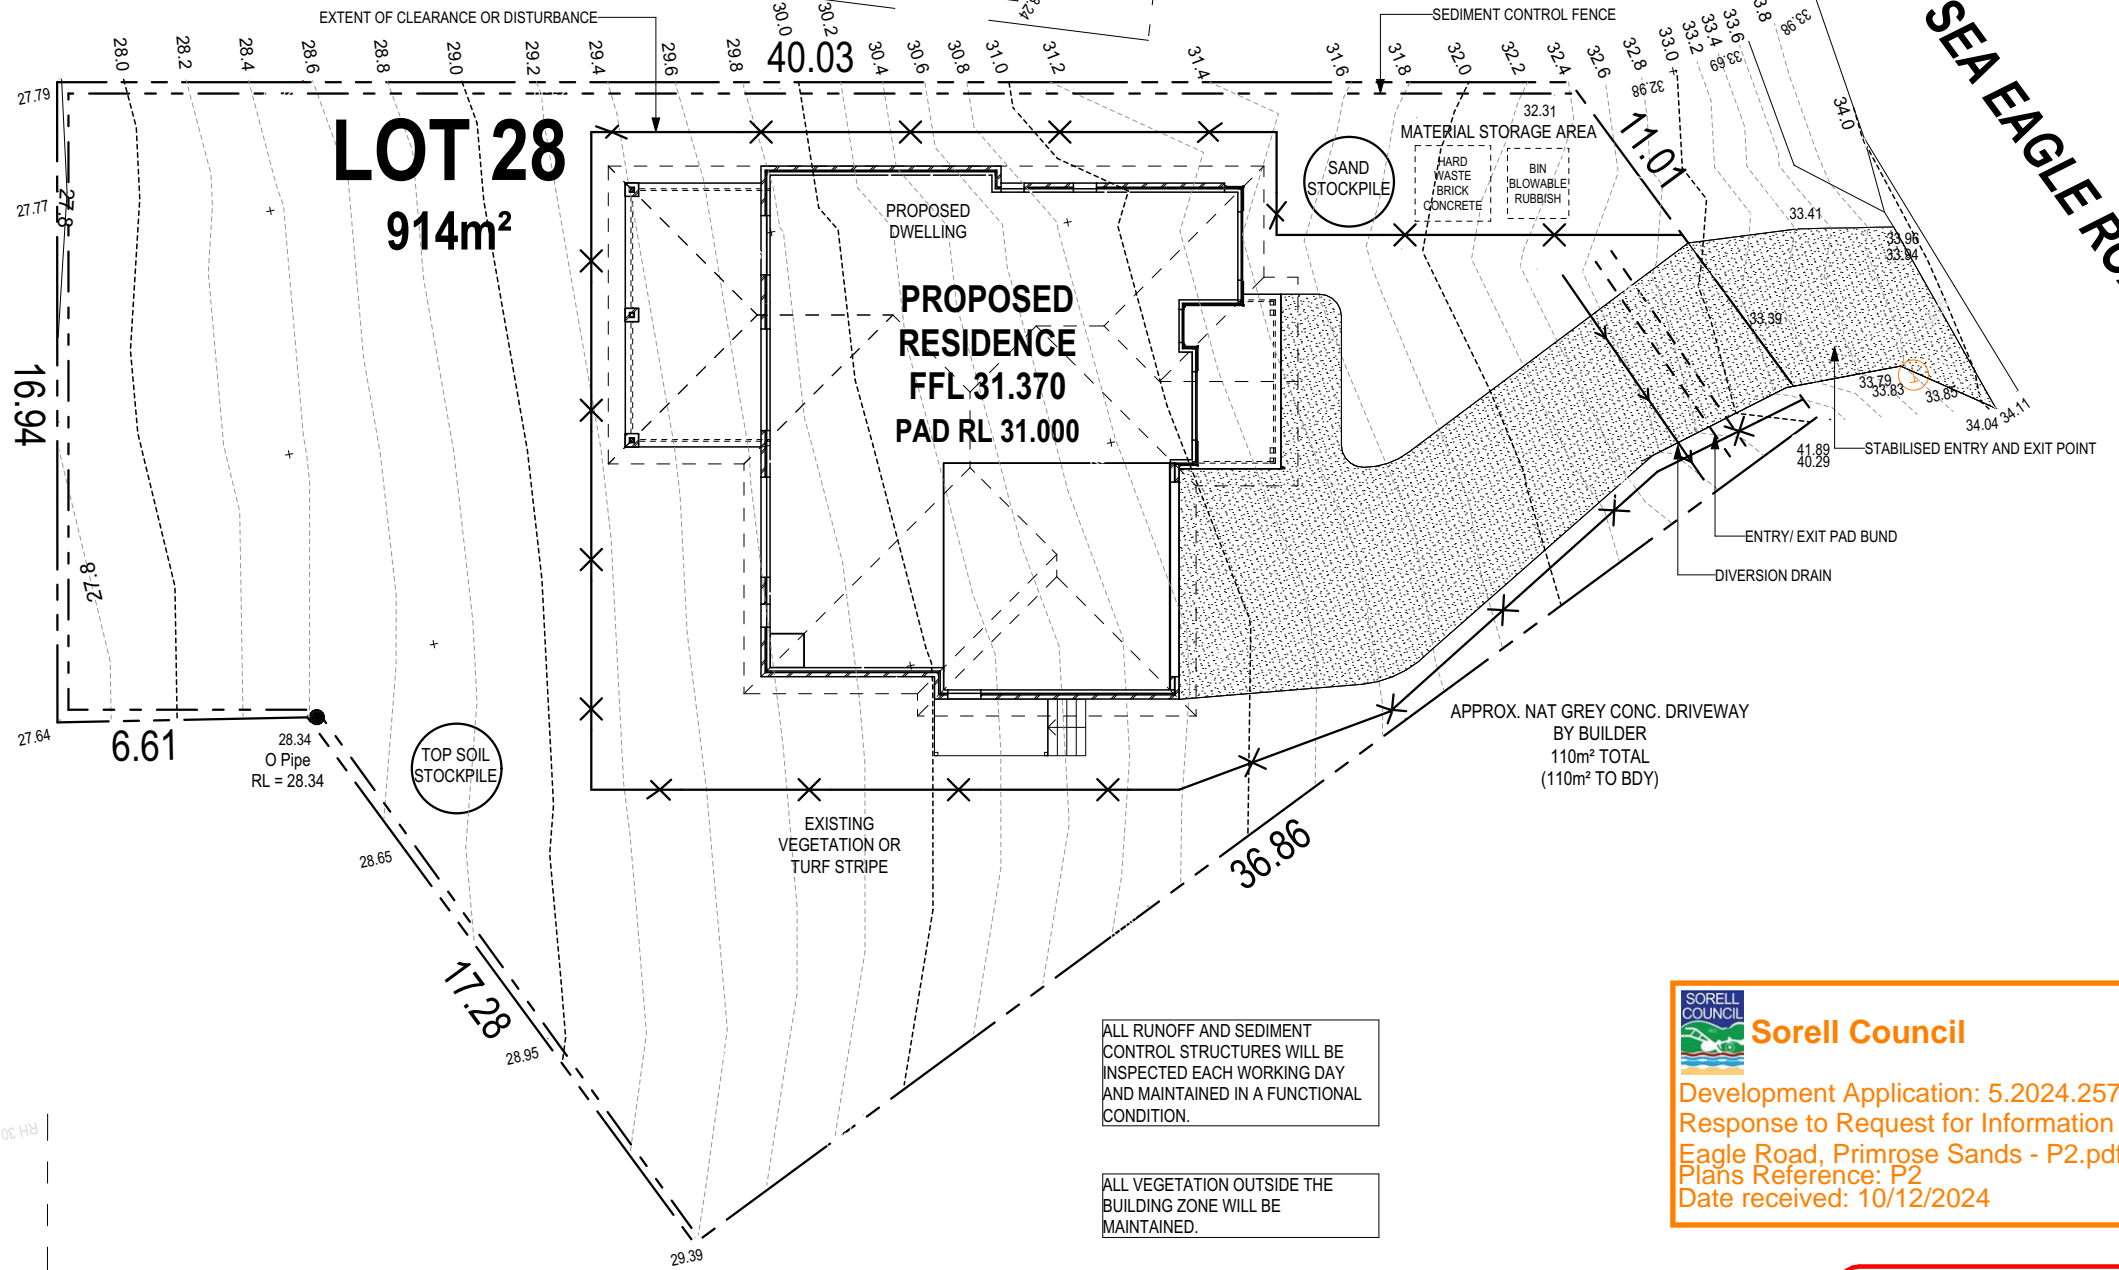 EXTENT OF CLEARANCE OR DISTURBANCE
SEDIMENT CONTROL FENCE
SEA EAGLE RO
28.0
28.2
28.4
28.6
28.8
29.0
29.2
29.4
29.6
29.8
30.0
30.2
30.4
30.6
30.8
31.0
31.2
31.4
31.6
31.8
32.0
32.2
32.4
32.6
32.8
33.0
33.2
33.4
33.6
33.98
33.69
32.98
34.0
40.03
11.01
27.79
27.77
27.8
LOT 28
914m²
32.31
MATERIAL STORAGE AREA
SAND
STOCKPILE
HARD
WASTE
BRICK
CONCRETE
BIN
BLOWABLE
RUBBISH
PROPOSED
DWELLING
PROPOSED
RESIDENCE
FFL 31.370
PAD RL 31.000
33.41
33.96
33.94
33.39
33.79
33.83
33.85
34.04
34.11
41.89
40.29
STABILISED ENTRY AND EXIT POINT
ENTRY/ EXIT PAD BUND
DIVERSION DRAIN
16.94
27.8
27.64
6.61
28.34
O Pipe
RL = 28.34
TOP SOIL
STOCKPILE
28.65
17.28
28.95
29.39
EXISTING
VEGETATION OR
TURF STRIPE
36.86
APPROX. NAT GREY CONC. DRIVEWAY
BY BUILDER
110m² TOTAL
(110m² TO BDY)
ALL RUNOFF AND SEDIMENT
CONTROL STRUCTURES WILL BE
INSPECTED EACH WORKING DAY
AND MAINTAINED IN A FUNCTIONAL
CONDITION.
ALL VEGETATION OUTSIDE THE
BUILDING ZONE WILL BE
MAINTAINED.
SORELL
COUNCIL
Sorell Council
Development Application: 5.2024.257
Response to Request for Information
Eagle Road, Primrose Sands - P2.pdf
Plans Reference: P2
Date received: 10/12/2024
RH 30